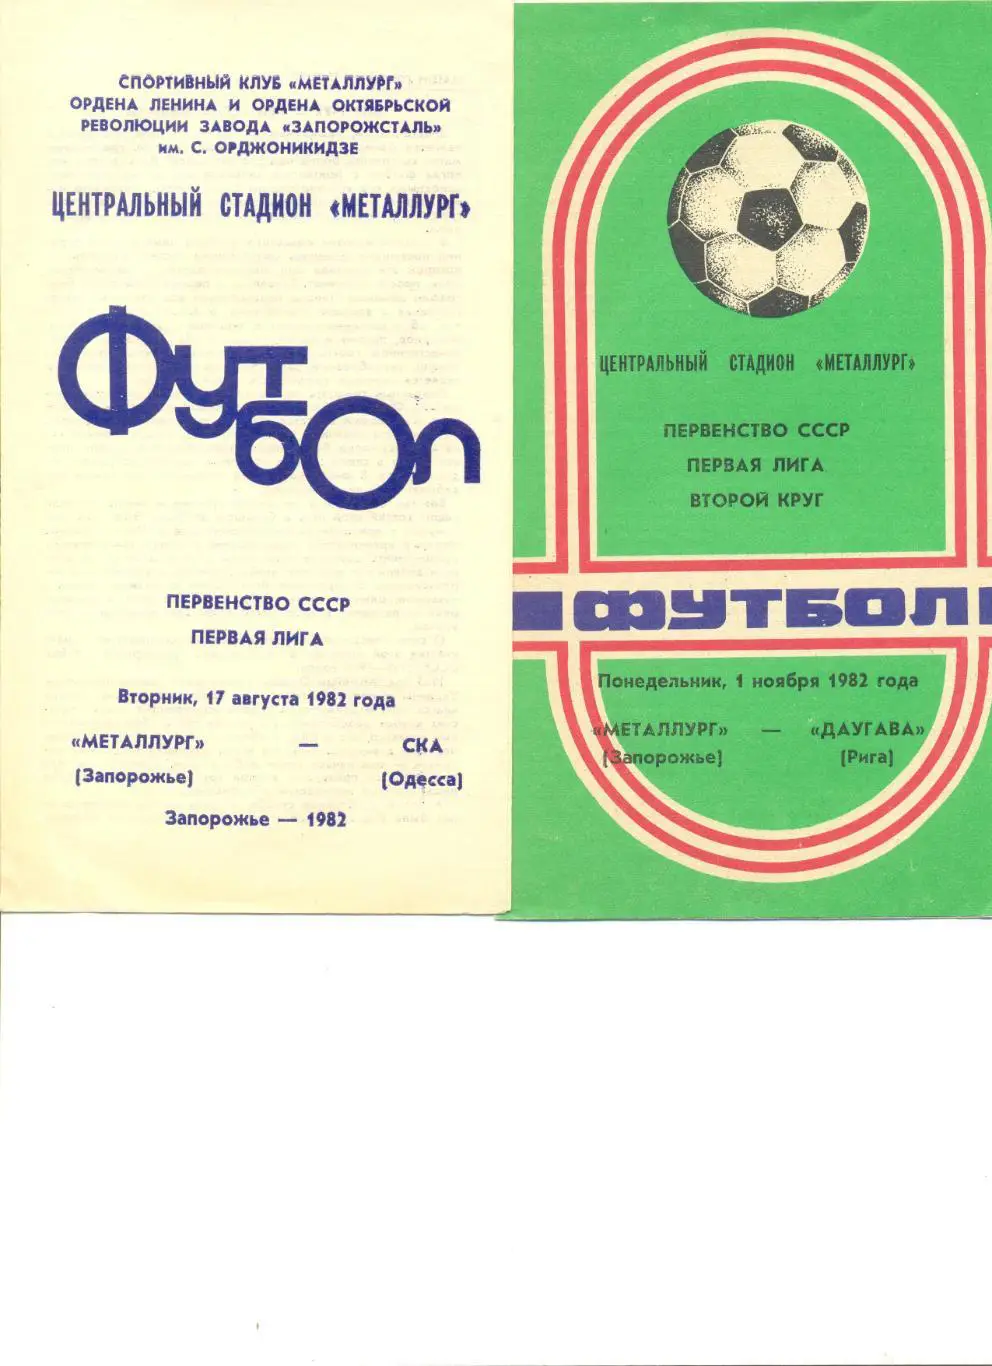 СПОРТИВНЫЙ КЛУБ «МЕТАЛЛУРГ»
ОРДЕНА ЛЕНИНА И ОРДЕНА ОКТЯБРЬСКОЙ
РЕВОЛЮЦИИ ЗАВОДА «ЗАПОРОЖСТАЛЬ»
им. С. ОРДЖОНИКИДЗЕ
ЦЕНТРАЛЬНЫЙ СТАДИОН «МЕТАЛЛУРГ»
ФУТ
БОЛ
ПЕРВЕНСТВО СССР
ПЕРВАЯ ЛИГА
Вторник, 17 августа 1982 года
«МЕТАЛЛУРГ» — СКА
(Запорожье) (Одесса)
Запорожье — 1982
ЦЕНТРАЛЬНЫЙ СТАДИОН «МЕТАЛЛУРГ»
ПЕРВЕНСТВО СССР
ПЕРВАЯ ЛИГА
ВТОРОЙ КРУГ
ФУТБОЛ
Понедельник, 1 ноября 1982 года
«МЕТАЛЛУРГ» — «ДАУГАВА»
(Запорожье) (Рига)